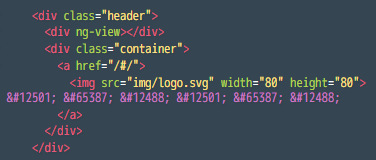 <div class="header">
<div ng-view></div>
<div class="container">
<a href="/#/">
<img src="img/logo.svg" width="80" height="80">
&#12501; &#65387; &#12488; &#12501; &#65387; &#12488;
</a>
</div>
</div>